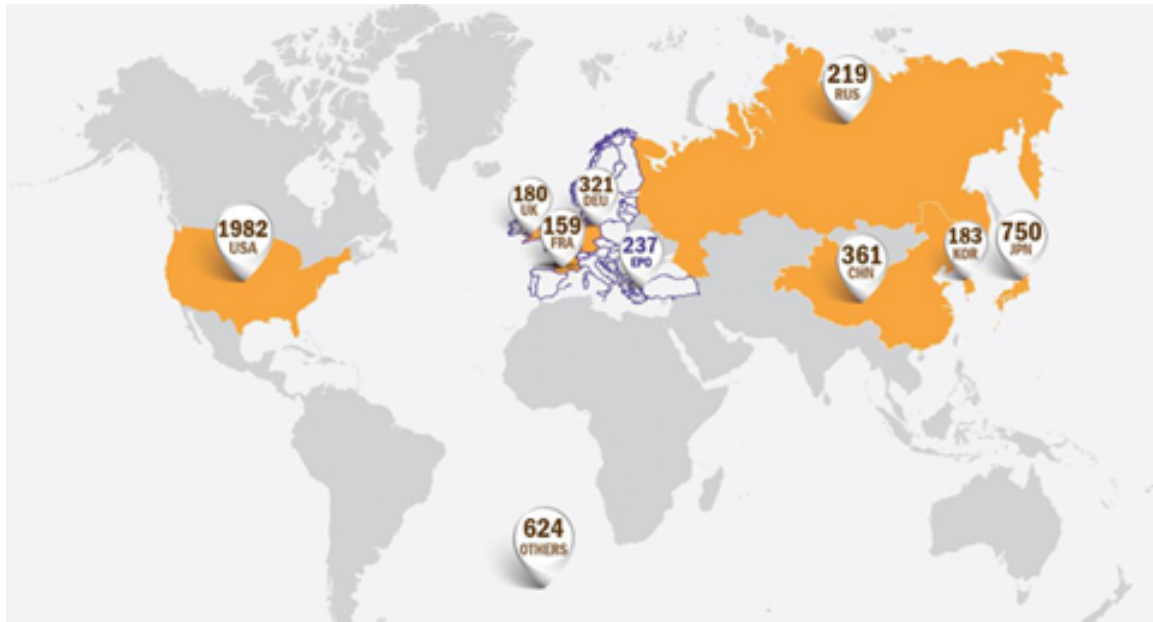 219
RUS
180
UK
321
DEU
1982
USA
159
FRA
237
EPO
361
CHN
183
KOR
750
JPN
624
OTHERS